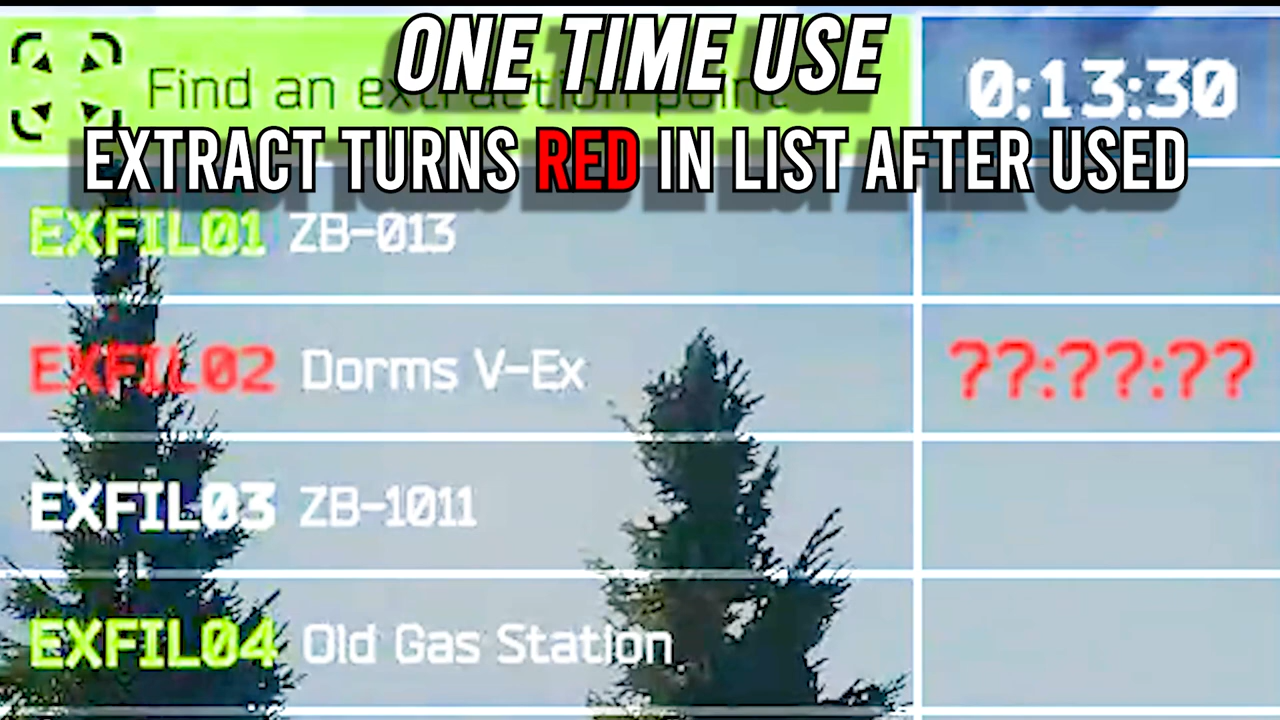 ONE TIME USE
Find an extraction point
0:13:30
EXTRACT TURNS RED IN LIST AFTER USED
EXFIL01 ZB-013
EXFIL02 Dorms V-Ex ??:??:??
EXFIL03 ZB-1011
EXFIL04 Old Gas Station